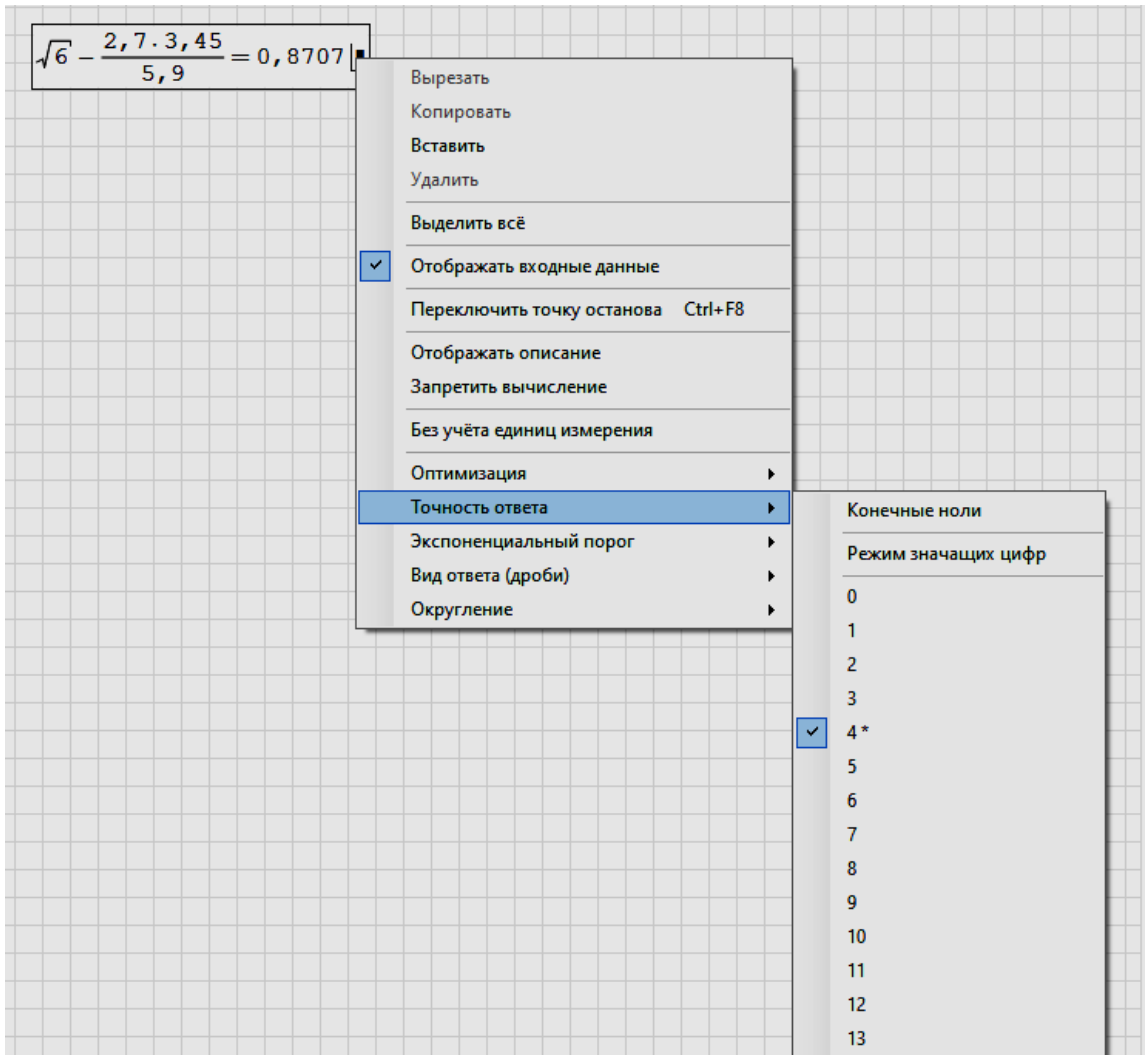 √6 − 2,7·3,45 / 5,9 = 0,8707
Вырезать
Копировать
Вставить
Удалить
Выделить всё
Отображать входные данные
Переключить точку останова Ctrl+F8
Отображать описание
Запретить вычисление
Без учёта единиц измерения
Оптимизация
Точность ответа
Экспоненциальный порог
Вид ответа (дроби)
Округление
Конечные ноли
Режим значащих цифр
0
1
2
3
4 *
5
6
7
8
9
10
11
12
13